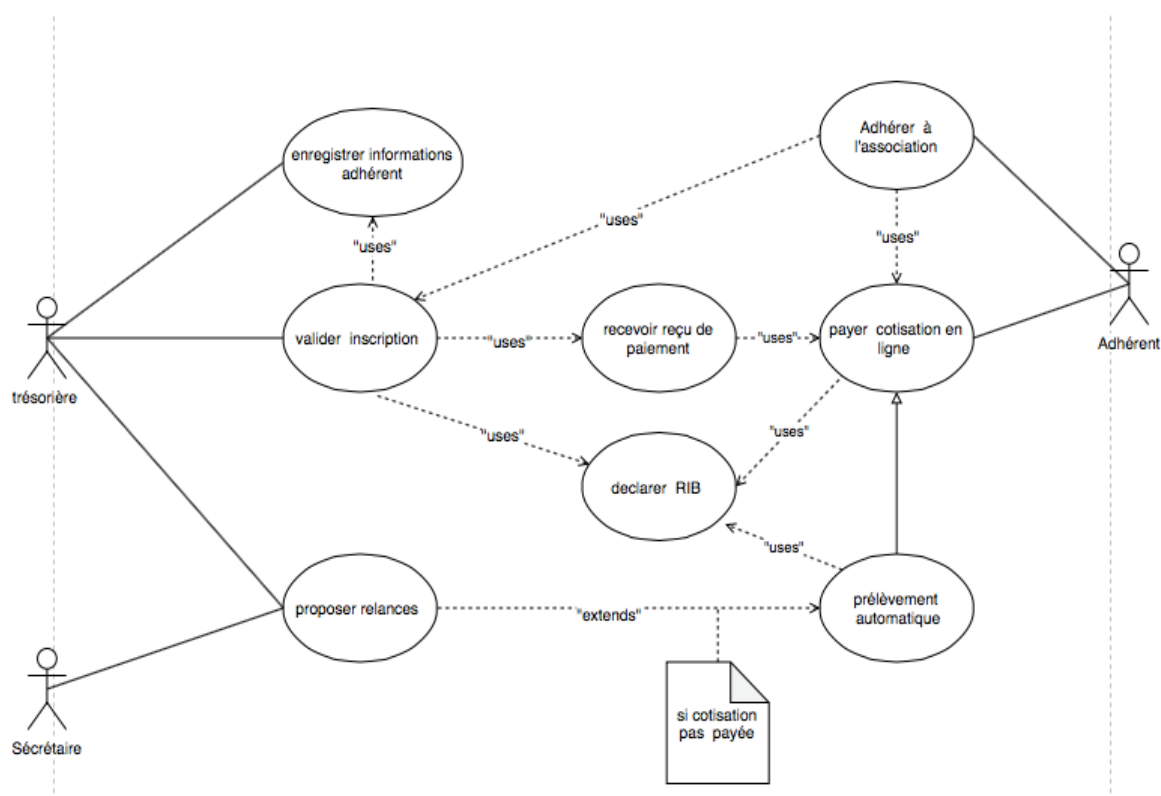 Adhérer à
l'association
enregistrer informations
adhérent
"uses"
"uses"
"uses"
valider inscription
"uses"
recevoir reçu de
paiement
"uses"
payer cotisation en
ligne
Adhérent
trésorière
"uses"
"uses"
declarer RIB
"uses"
proposer relances
"extends"
prélèvement
automatique
si cotisation
pas payée
Sécrétaire